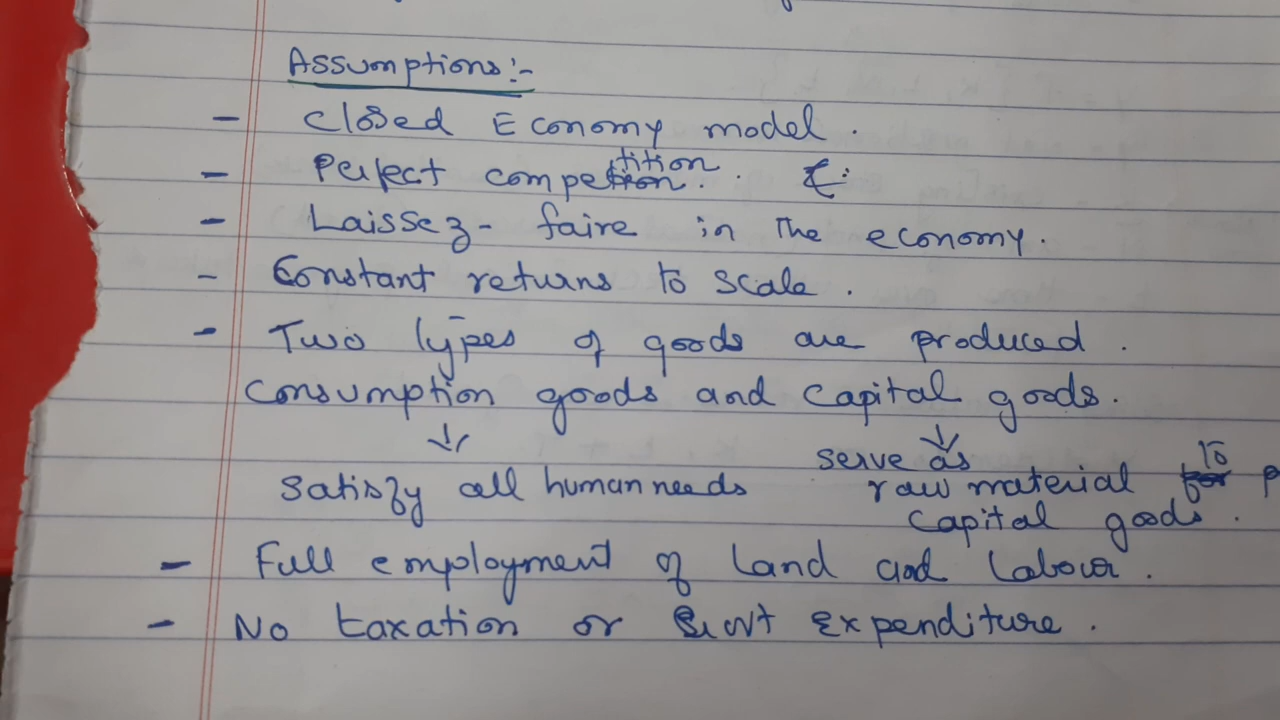 Assumptions:-
- Closed Economy model.
- Perfect competition.
- Laissez-faire in The economy.
- Constant returns to scale.
- Two types of goods are produced.
consumption goods and capital goods.
↓ ↓
satisfy all human needs serve as
raw material to p
capital goods.
- Full employment of land and labour.
- No taxation or Govt Expenditure.